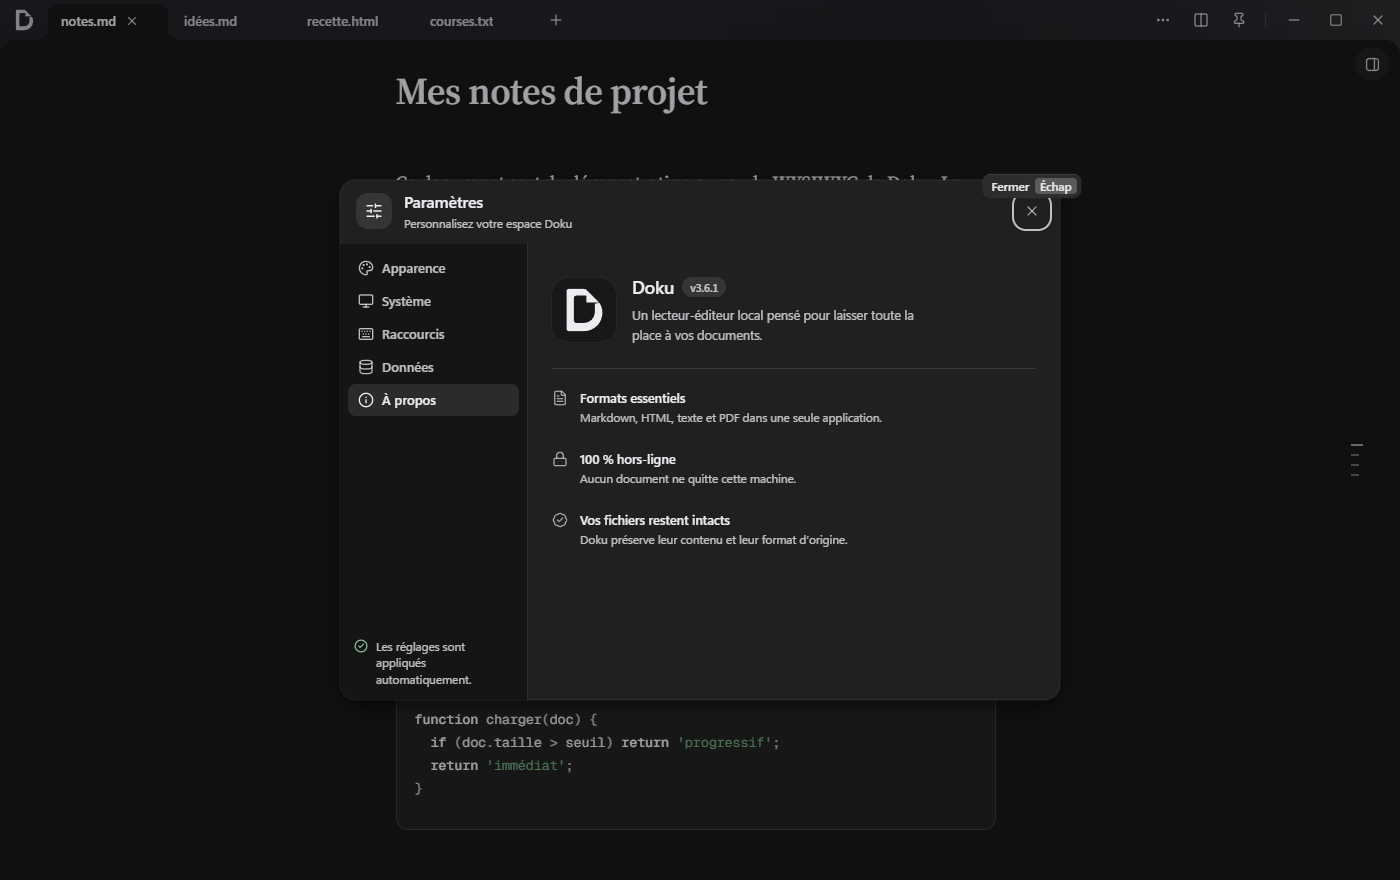 notes.md
idées.md
recette.html
courses.txt
Mes notes de projet
Fermer Échap
Paramètres
Personnalisez votre espace Doku
Apparence
Système
Raccourcis
Données
À propos
Les réglages sont
appliqués
automatiquement.
Doku v3.6.1
Un lecteur-éditeur local pensé pour laisser toute la
place à vos documents.
Formats essentiels
Markdown, HTML, texte et PDF dans une seule application.
100 % hors-ligne
Aucun document ne quitte cette machine.
Vos fichiers restent intacts
Doku préserve leur contenu et leur format d'origine.
function charger(doc) {
  if (doc.taille > seuil) return 'progressif';
  return 'immédiat';
}